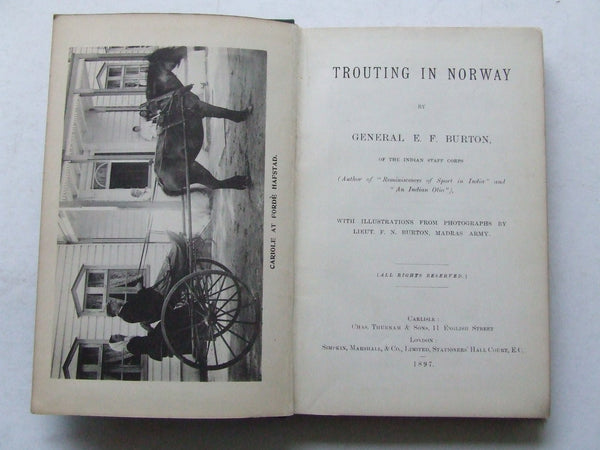 CARIOLE AT FORDÈ HAFSTAD.
TROUTING IN NORWAY
BY
GENERAL E. F. BURTON,
OF THE INDIAN STAFF CORPS
(Author of "Reminiscences of Sport in India" and
"An Indian Olio").
WITH ILLUSTRATIONS FROM PHOTOGRAPHS BY
LIEUT. F. N. BURTON, MADRAS ARMY.
(ALL RIGHTS RESERVED.)
CARLISLE:
CHAS. THURNAM & SONS, 11 ENGLISH STREET
LONDON:
SIMPKIN, MARSHALL, & CO., LIMITED, STATIONERS' HALL COURT, E.C.
1897.